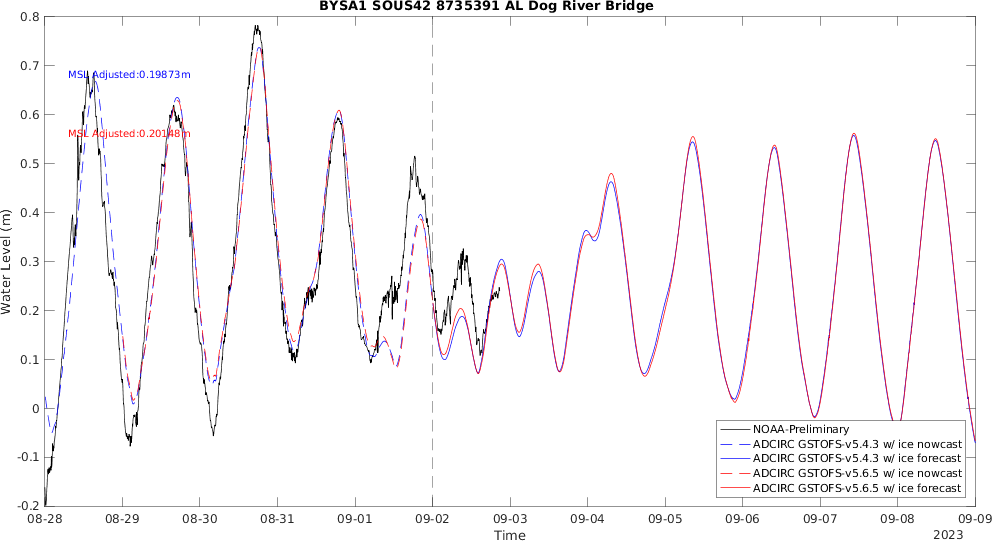 BYSA1 SOUS42 8735391 AL Dog River Bridge
0.8
0.7
0.6
0.5
0.4
0.3
0.2
0.1
0
-0.1
-0.2
Water Level (m)
MSL Adjusted:0.19873m
MSL Adjusted:0.20148m
NOAA-Preliminary
ADCIRC GSTOFS-v5.4.3 w/ ice nowcast
ADCIRC GSTOFS-v5.4.3 w/ ice forecast
ADCIRC GSTOFS-v5.6.5 w/ ice nowcast
ADCIRC GSTOFS-v5.6.5 w/ ice forecast
08-28 08-29 08-30 08-31 09-01 09-02 09-03 09-04 09-05 09-06 09-07 09-08 09-09
Time
2023